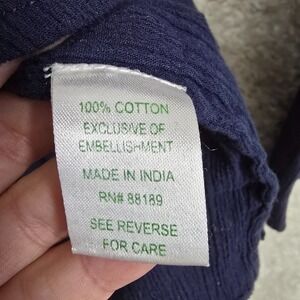 100% COTTON
EXCLUSIVE OF
EMBELLISHMENT
MADE IN INDIA
RN# 88189
SEE REVERSE
FOR CARE